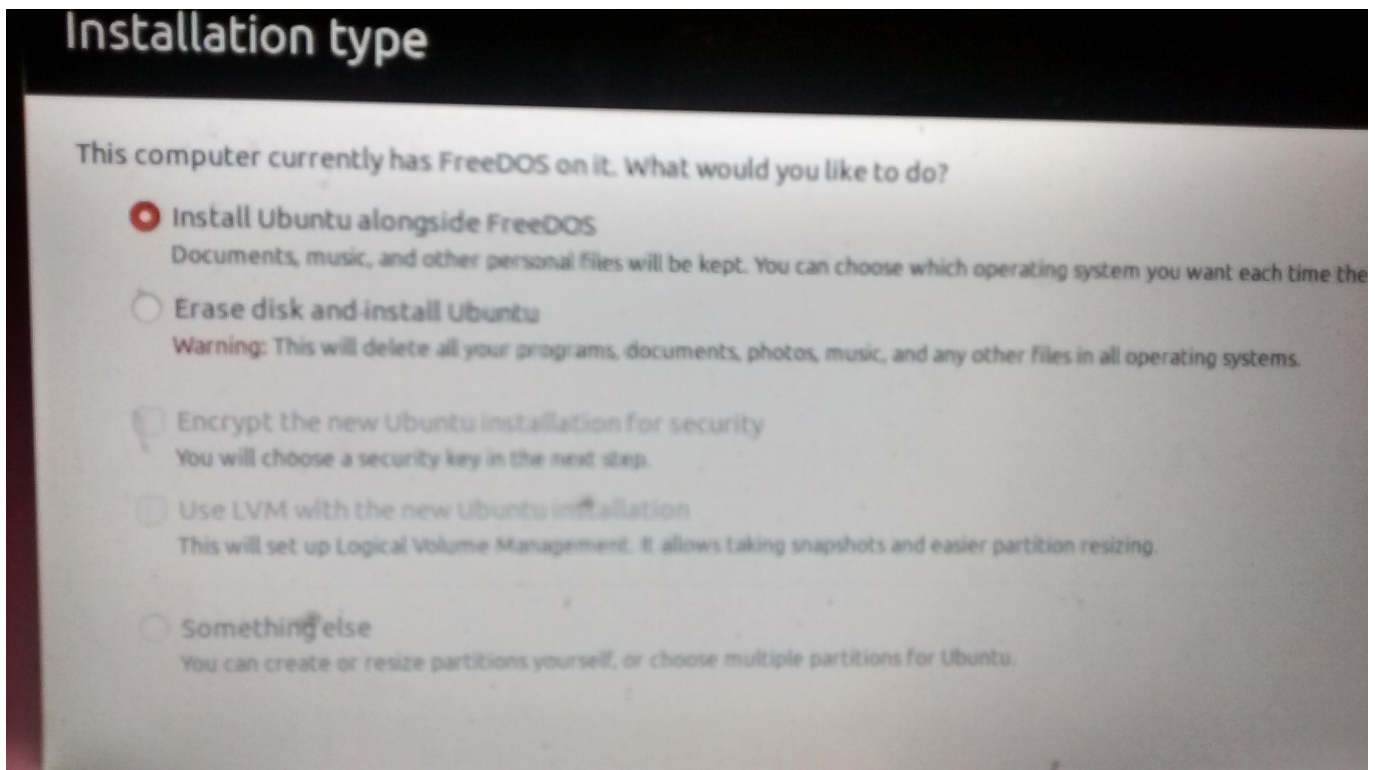 Installation type
This computer currently has FreeDOS on it. What would you like to do?
Install Ubuntu alongside FreeDOS
Documents, music, and other personal files will be kept. You can choose which operating system you want each time the
Erase disk and install Ubuntu
Warning: This will delete all your programs, documents, photos, music, and any other files in all operating systems.
Encrypt the new Ubuntu installation for security
You will choose a security key in the next step.
Use LVM with the new Ubuntu installation
This will set up Logical Volume Management. It allows taking snapshots and easier partition resizing.
Something else
You can create or resize partitions yourself, or choose multiple partitions for Ubuntu.